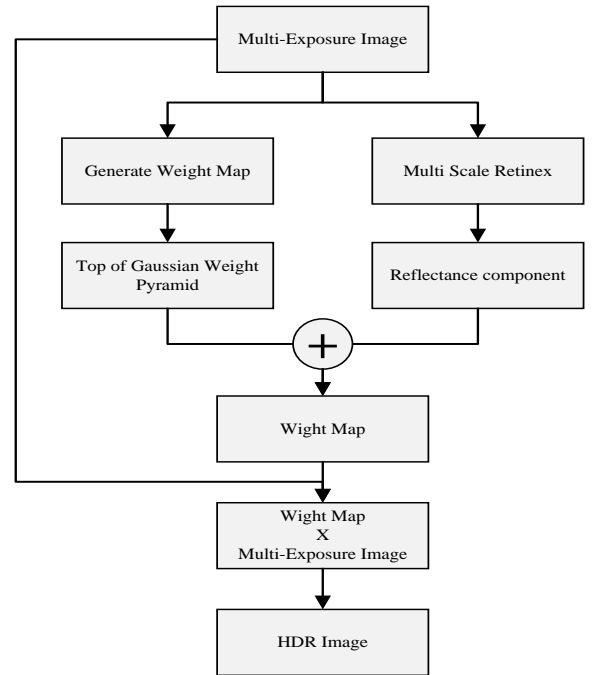 Multi-Exposure Image
Generate Weight Map
Multi Scale Retinex
Top of Gaussian Weight
Pyramid
Reflectance component
+
Wight Map
Wight Map
X
Multi-Exposure Image
HDR Image